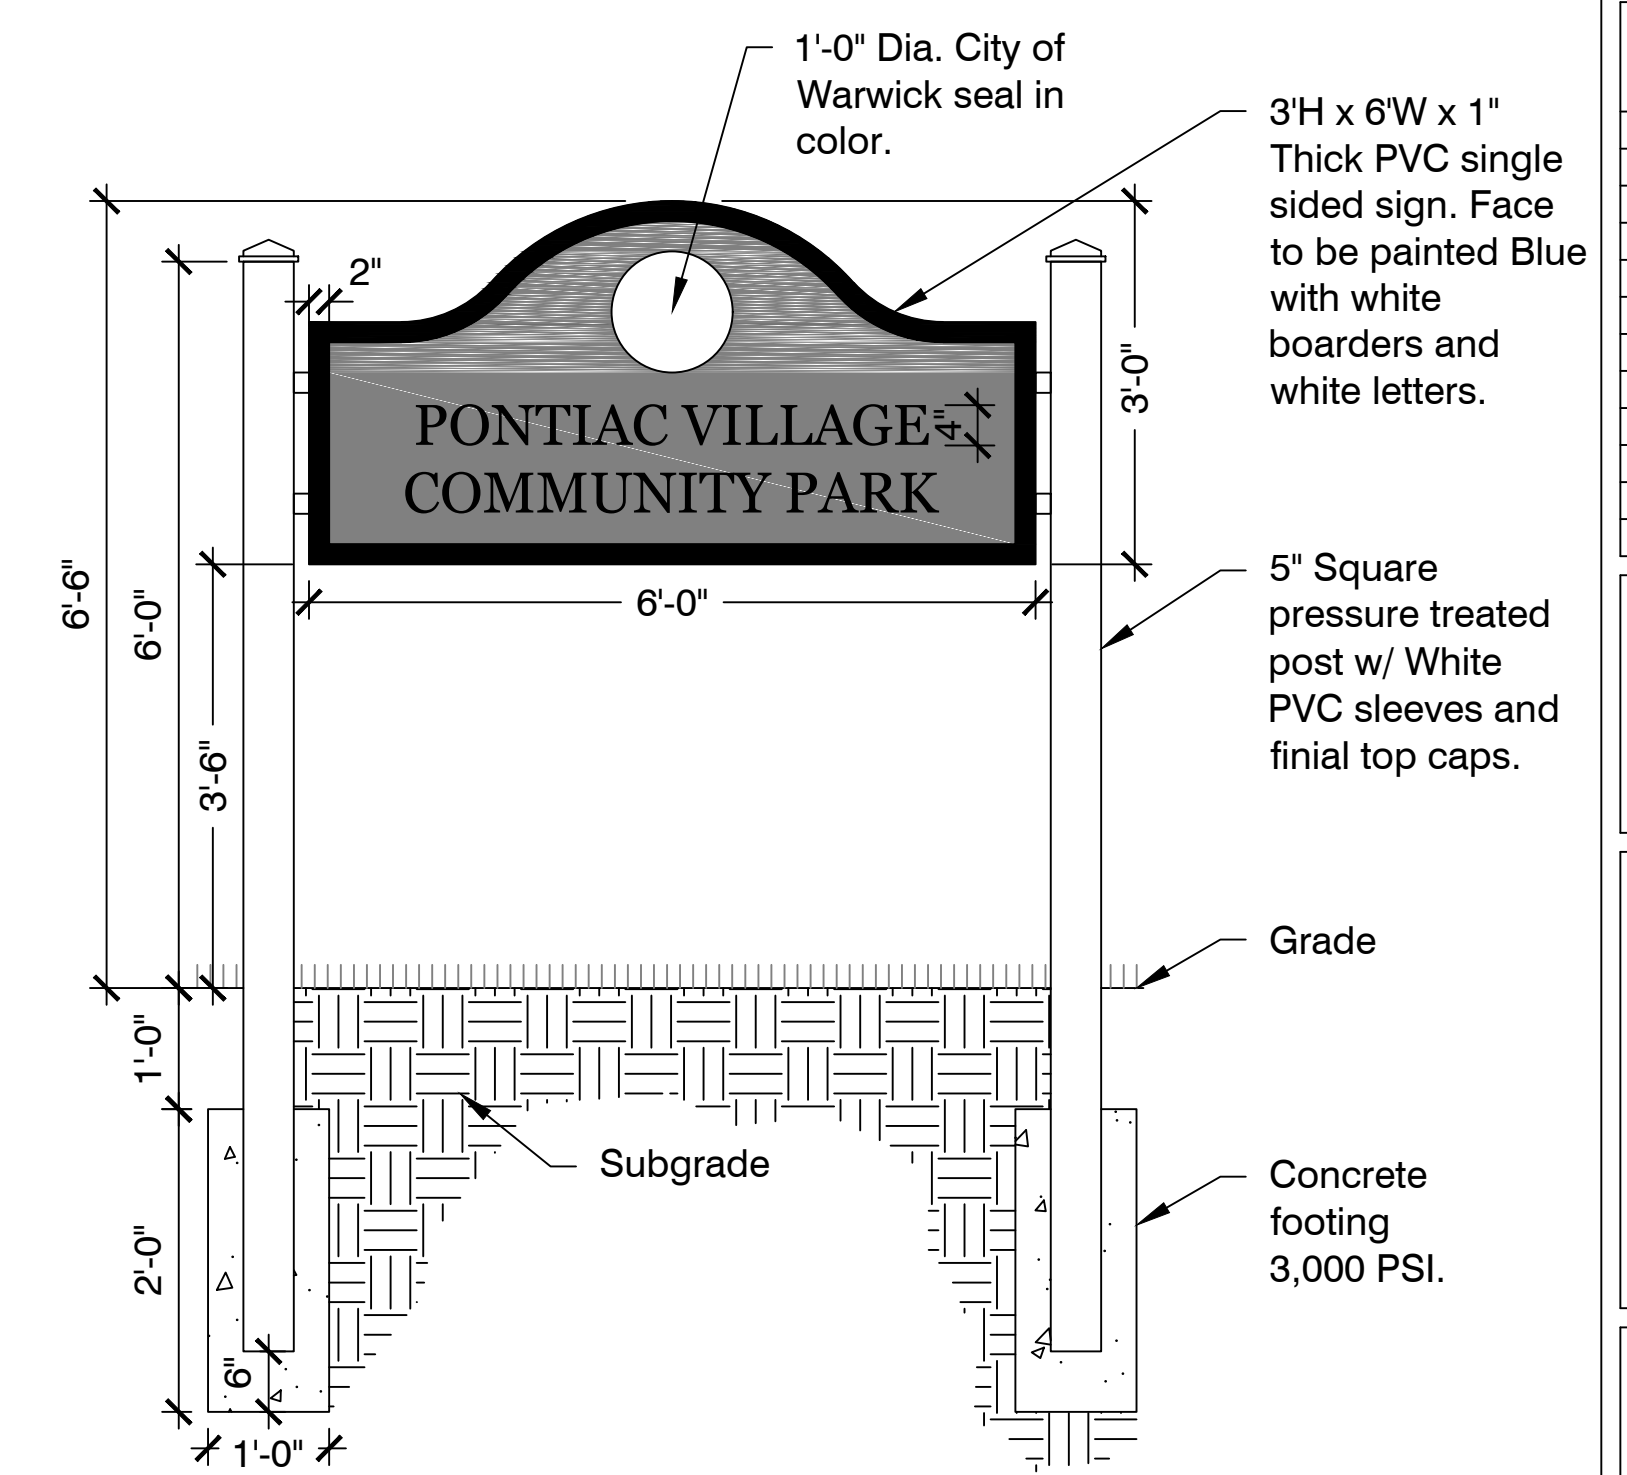 1'-0" Dia. City of
Warwick seal in
color.
3'H x 6'W x 1"
Thick PVC single
sided sign. Face
to be painted Blue
with white
boarders and
white letters.
2"
3'-0"
PONTIAC VILLAGE
4"
COMMUNITY PARK
6'-6"
6'-0"
3'-6"
6'-0"
5" Square
pressure treated
post w/ White
PVC sleeves and
finial top caps.
Grade
1'-0"
Subgrade
Concrete
footing
3,000 PSI.
2'-0"
6"
1'-0"